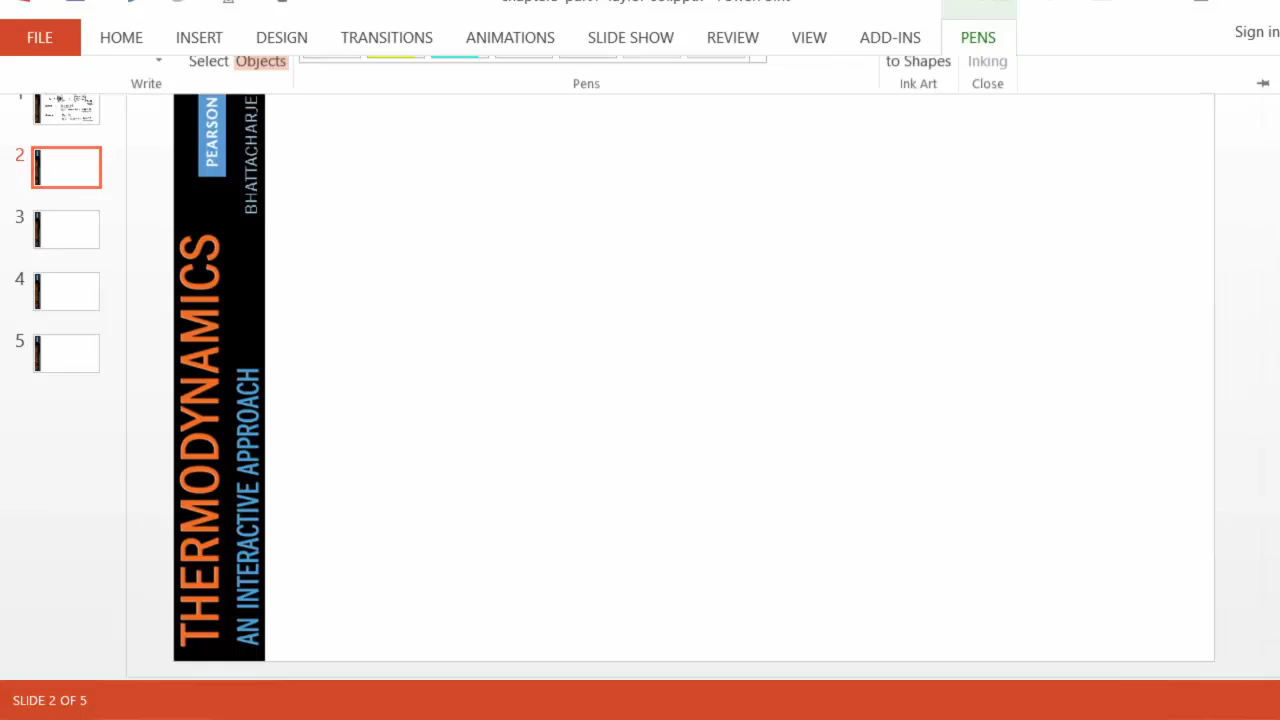 FILE HOME INSERT DESIGN TRANSITIONS ANIMATIONS SLIDE SHOW REVIEW VIEW ADD-INS PENS Sign in
Select Objects to Shapes Inking
Write Pens Ink Art Close
1
2
3
4
5
PEARSON
BHATTACHARJE
THERMODYNAMICS
AN INTERACTIVE APPROACH
SLIDE 2 OF 5